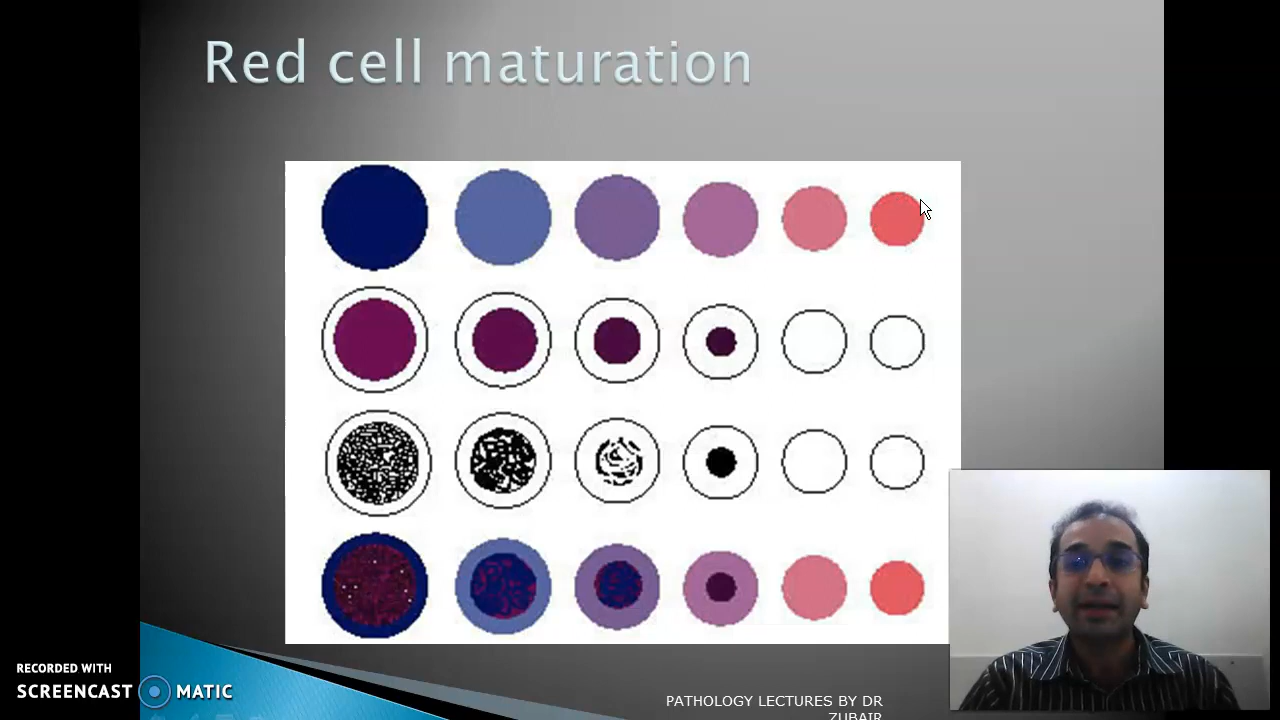 Red cell maturation
RECORDED WITH
SCREENCAST MATIC
PATHOLOGY LECTURES BY DR
ZUBAIR